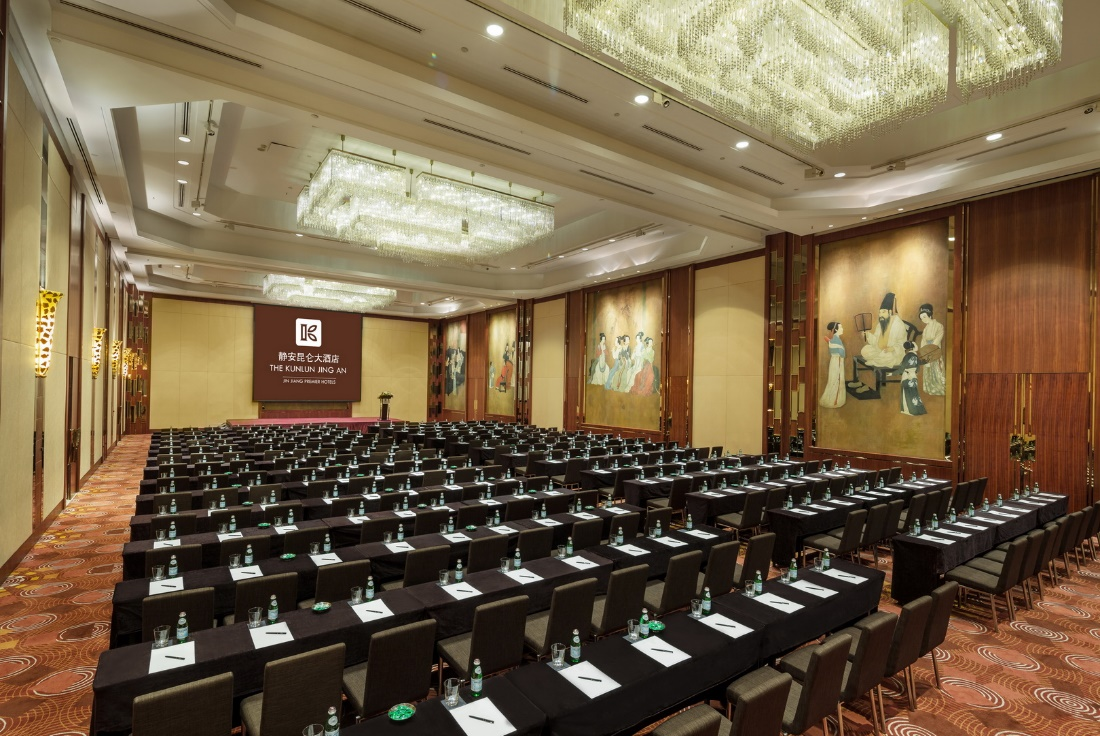 静安昆仑大酒店
THE KUNLUN JING AN
JIN JIANG PREMIER HOTELS